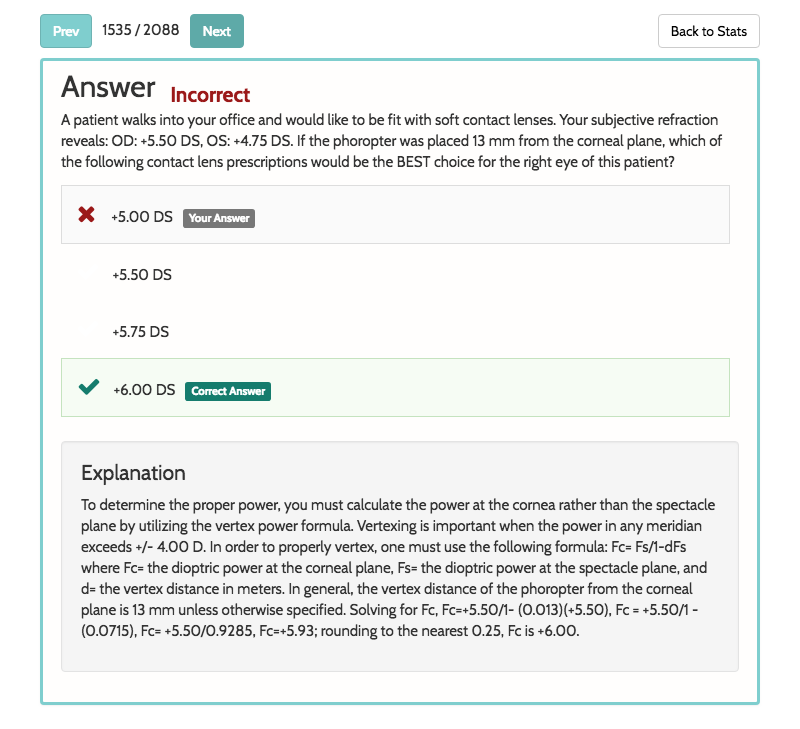 Prev 1535 / 2088 Next Back to Stats
Answer Incorrect
A patient walks into your office and would like to be fit with soft contact lenses. Your subjective refraction
reveals: OD: +5.50 DS, OS: +4.75 DS. If the phoropter was placed 13 mm from the corneal plane, which of
the following contact lens prescriptions would be the BEST choice for the right eye of this patient?
+5.00 DS Your Answer
+5.50 DS
+5.75 DS
+6.00 DS Correct Answer
Explanation
To determine the proper power, you must calculate the power at the cornea rather than the spectacle
plane by utilizing the vertex power formula. Vertexing is important when the power in any meridian
exceeds +/- 4.00 D. In order to properly vertex, one must use the following formula: Fc= Fs/1-dFs
where Fc= the dioptric power at the corneal plane, Fs= the dioptric power at the spectacle plane, and
d= the vertex distance in meters. In general, the vertex distance of the phoropter from the corneal
plane is 13 mm unless otherwise specified. Solving for Fc, Fc=+5.50/1- (0.013)(+5.50), Fc = +5.50/1 -
(0.0715), Fc= +5.50/0.9285, Fc=+5.93; rounding to the nearest 0.25, Fc is +6.00.